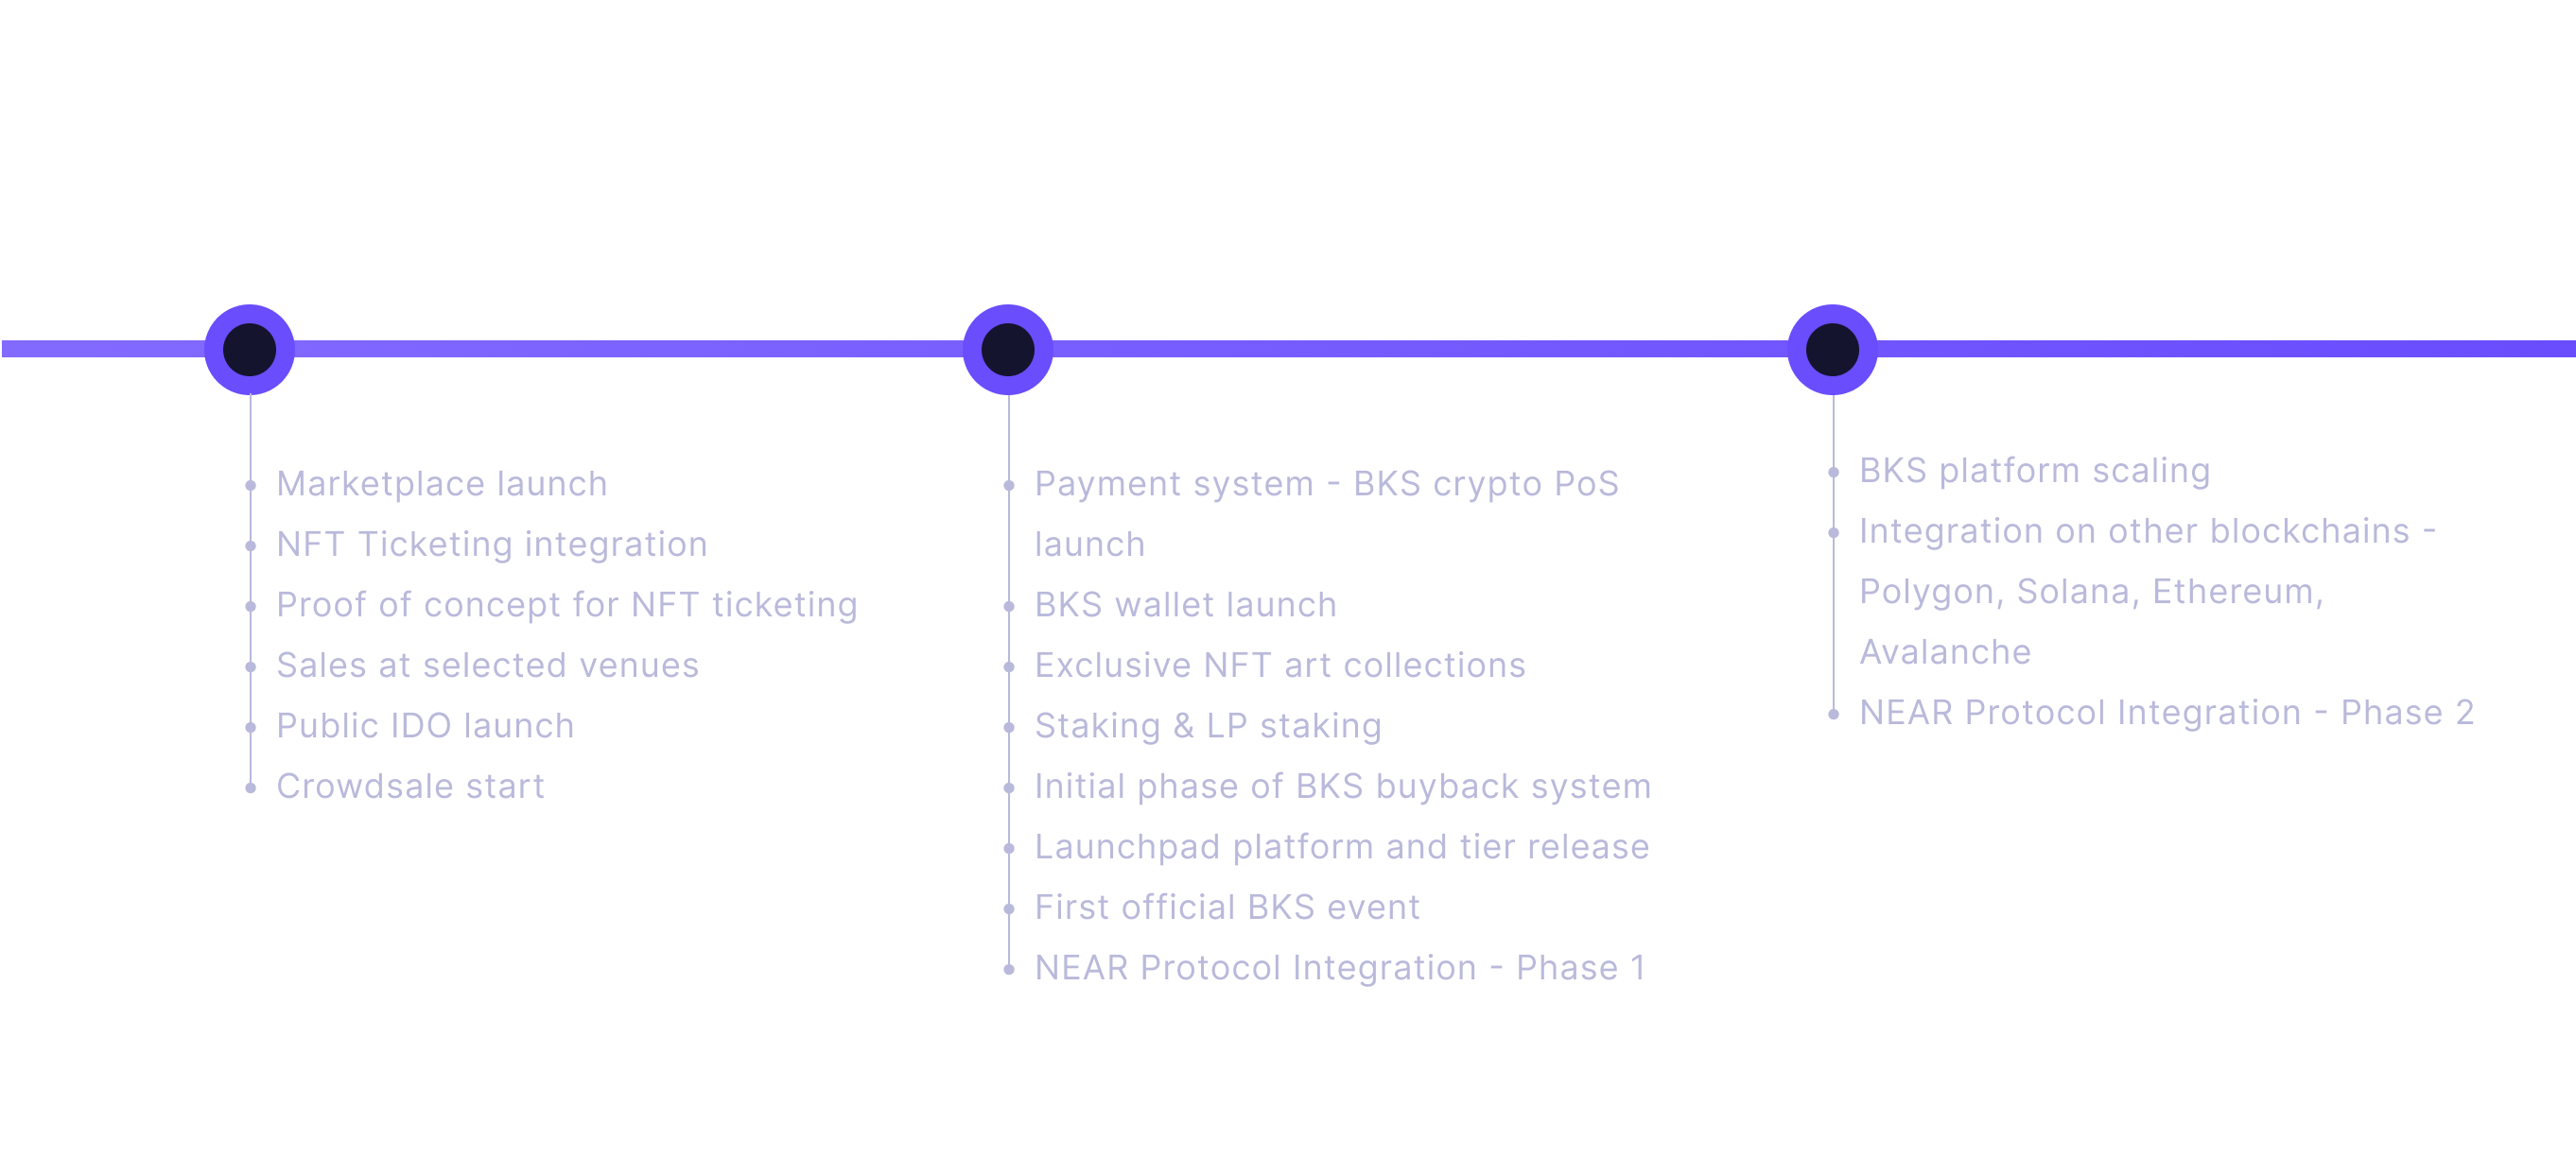 Marketplace launch
NFT Ticketing integration
Proof of concept for NFT ticketing
Sales at selected venues
Public IDO launch
Crowdsale start
Payment system - BKS crypto PoS
launch
BKS wallet launch
Exclusive NFT art collections
Staking & LP staking
Initial phase of BKS buyback system
Launchpad platform and tier release
First official BKS event
NEAR Protocol Integration - Phase 1
BKS platform scaling
Integration on other blockchains -
Polygon, Solana, Ethereum,
Avalanche
NEAR Protocol Integration - Phase 2